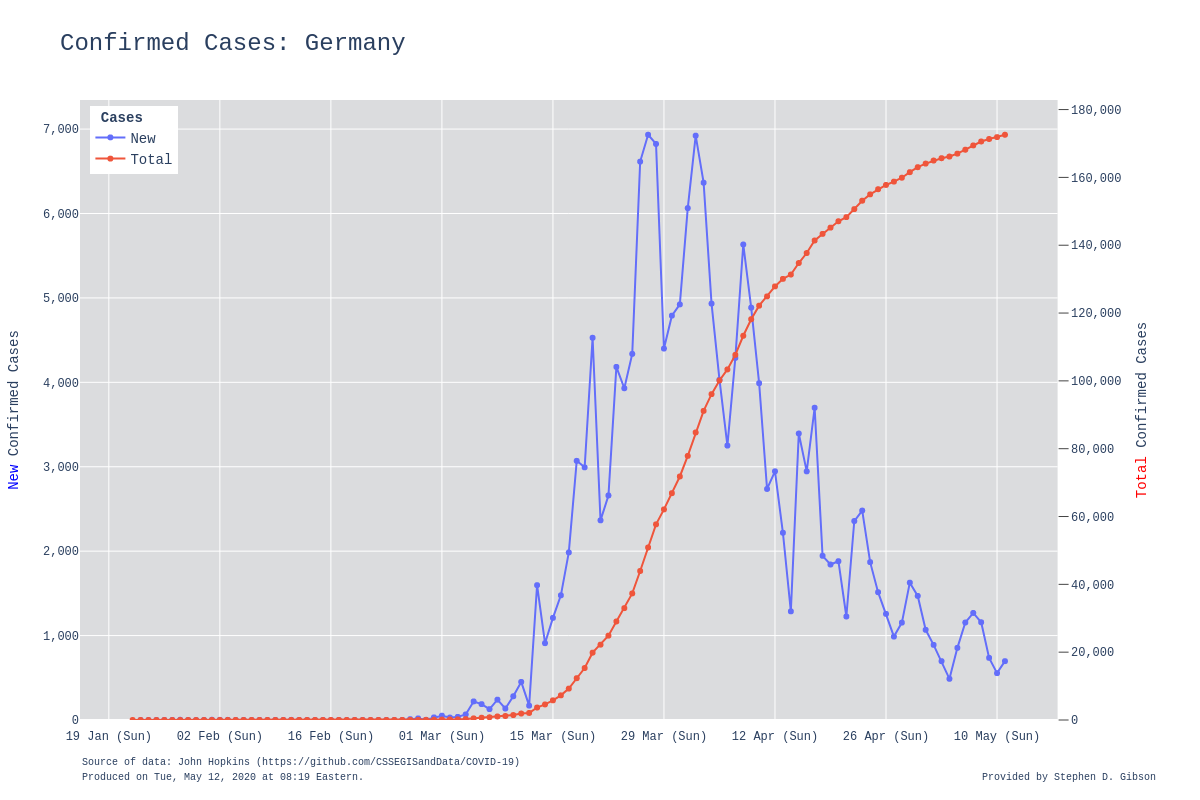 Confirmed Cases: Germany
Cases
New
Total
7,000
6,000
5,000
4,000
3,000
2,000
1,000
0
New Confirmed Cases
180,000
160,000
140,000
120,000
100,000
80,000
60,000
40,000
20,000
0
Total Confirmed Cases
19 Jan (Sun) 02 Feb (Sun) 16 Feb (Sun) 01 Mar (Sun) 15 Mar (Sun) 29 Mar (Sun) 12 Apr (Sun) 26 Apr (Sun) 10 May (Sun)
Source of data: John Hopkins (https://github.com/CSSEGISandData/COVID-19)
Produced on Tue, May 12, 2020 at 08:19 Eastern.
Provided by Stephen D. Gibson